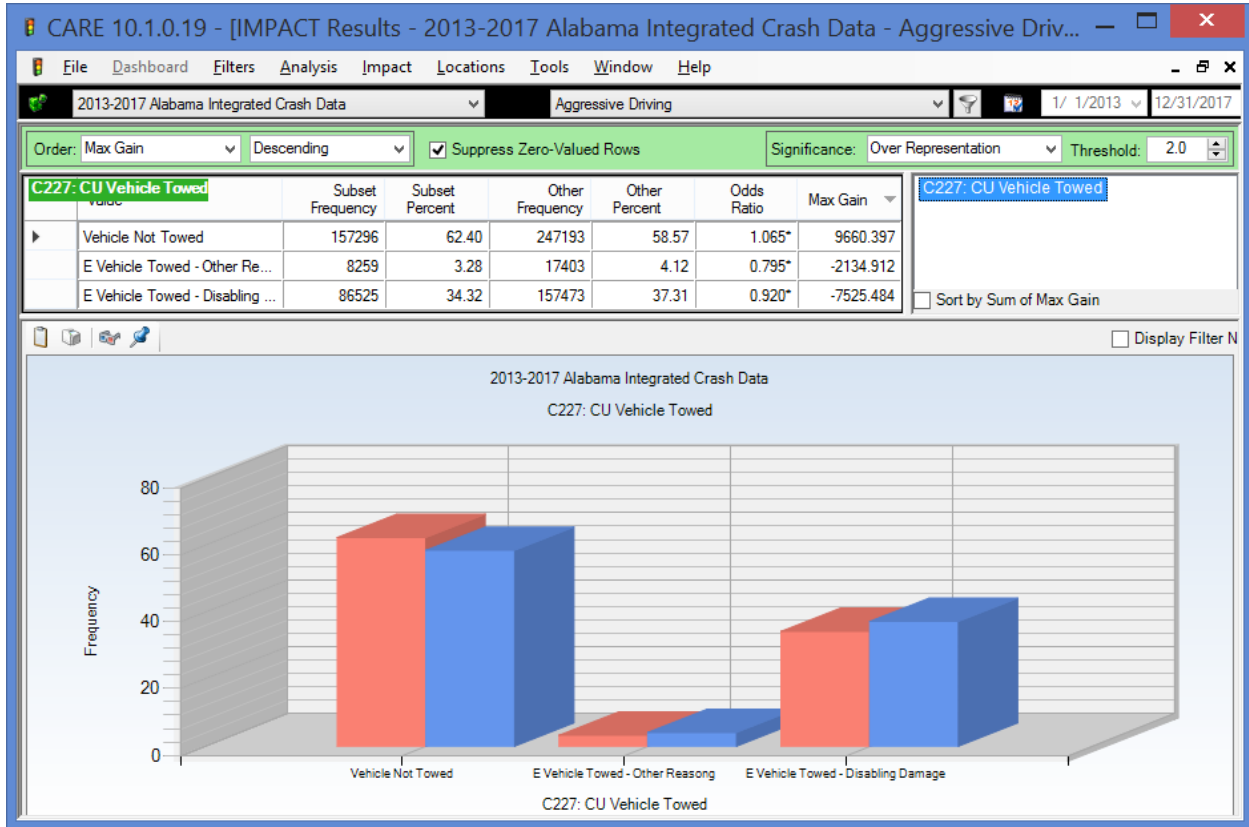 CARE 10.1.0.19 - [IMPACT Results - 2013-2017 Alabama Integrated Crash Data - Aggressive Driv...
File Dashboard Filters Analysis Impact Locations Tools Window Help
2013-2017 Alabama Integrated Crash Data Aggressive Driving 1/ 1/2013 12/31/2017
Order: Max Gain Descending Suppress Zero-Valued Rows Significance: Over Representation Threshold: 2.0
C227: CU Vehicle Towed Value Subset Frequency Subset Percent Other Frequency Other Percent Odds Ratio Max Gain C227: CU Vehicle Towed
Vehicle Not Towed 157296 62.40 247193 58.57 1.065* 9660.397
E Vehicle Towed - Other Re... 8259 3.28 17403 4.12 0.795* -2134.912
E Vehicle Towed - Disabling ... 86525 34.32 157473 37.31 0.920* -7525.484
Sort by Sum of Max Gain
Display Filter N
2013-2017 Alabama Integrated Crash Data
C227: CU Vehicle Towed
80
60
40
20
0
Frequency
Vehicle Not Towed E Vehicle Towed - Other Reasong E Vehicle Towed - Disabling Damage
C227: CU Vehicle Towed